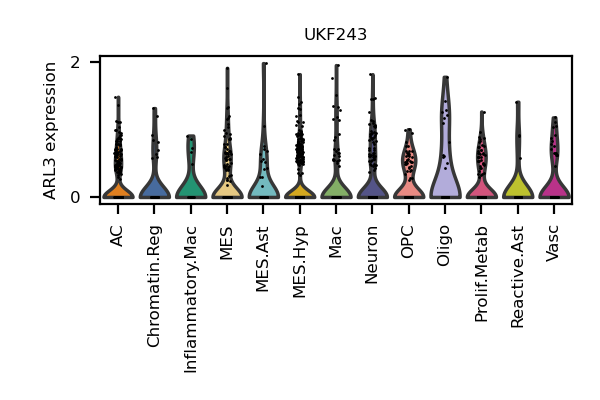 UKF243
ARL3 expression
2
0
AC
Chromatin.Reg
Inflammatory.Mac
MES
MES.Ast
MES.Hyp
Mac
Neuron
OPC
Oligo
Prolif.Metab
Reactive.Ast
Vasc